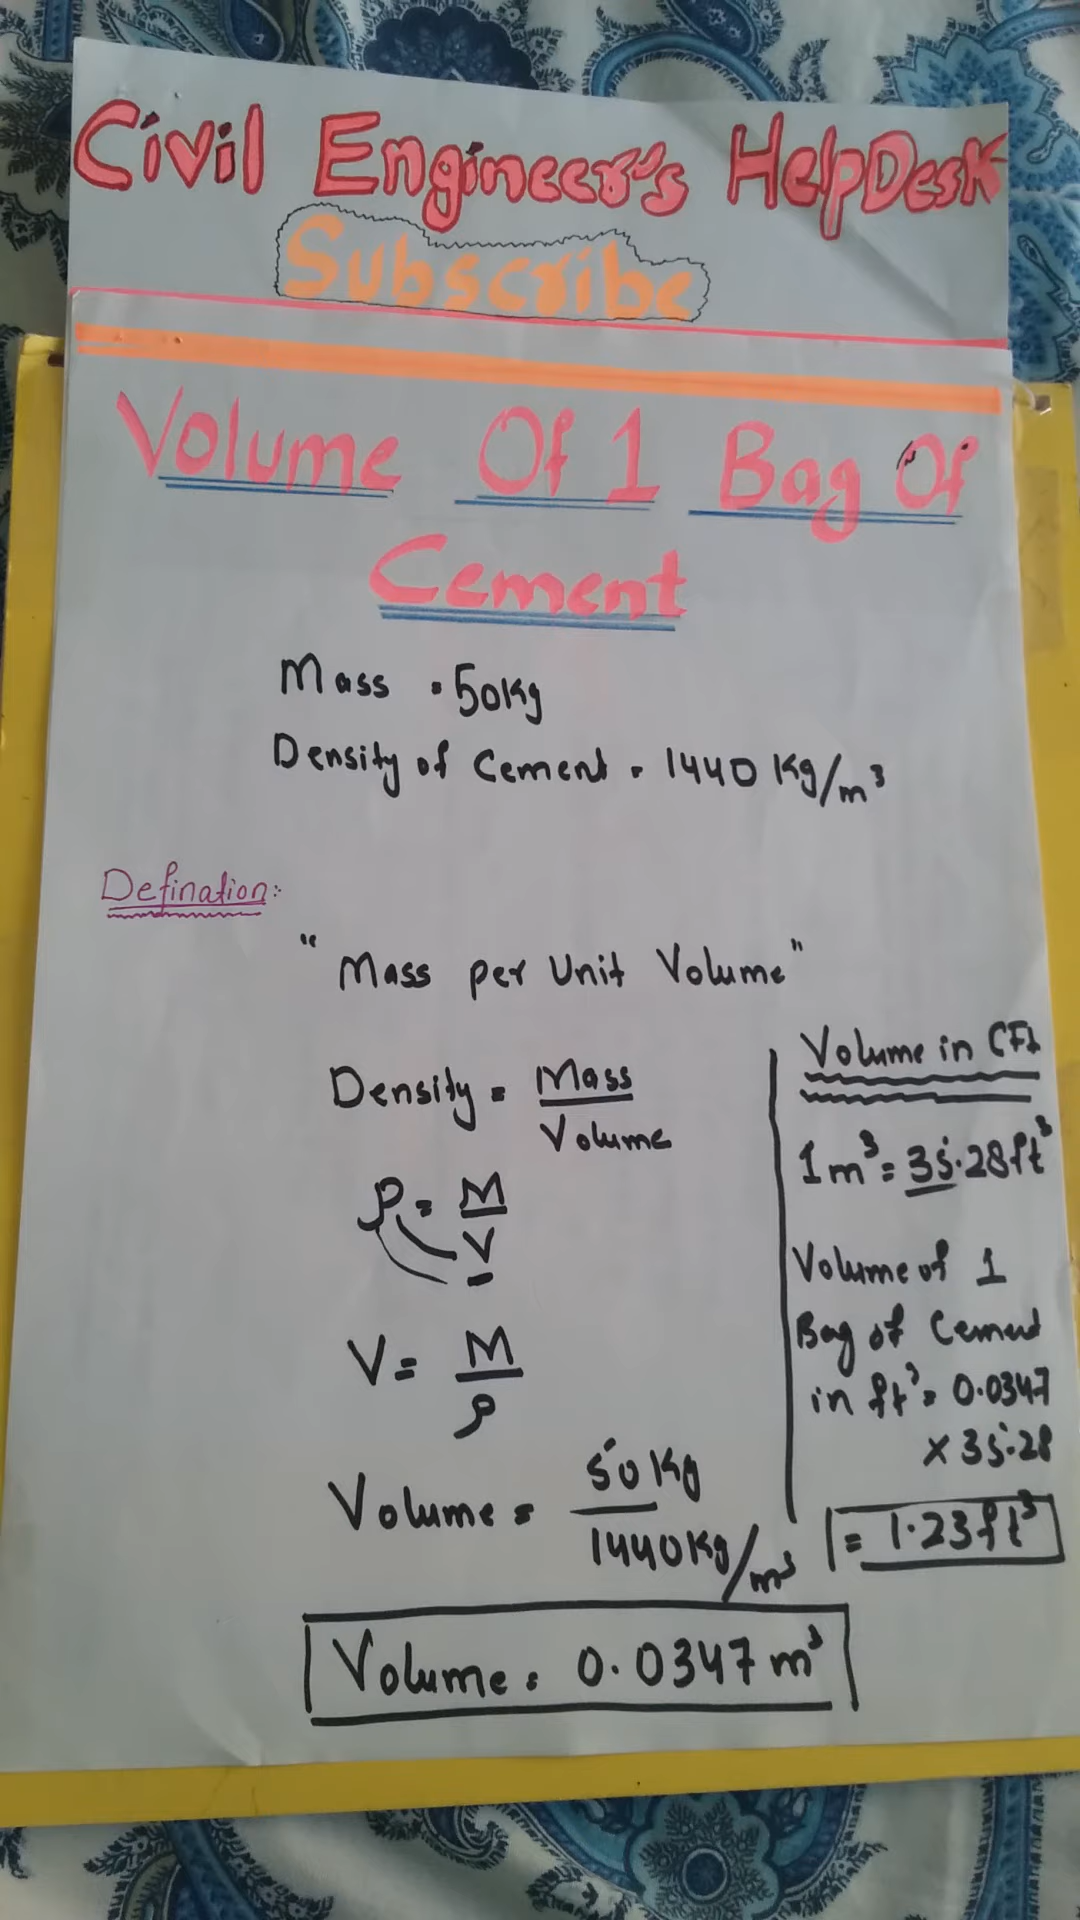 Civil Engineer's HelpDesk
Subscribe
Volume Of 1 Bag Of
Cement
Mass = 50Kg
Density of Cement = 1440 Kg/m³
Defination:
"Mass per Unit Volume"
Density = Mass
Volume
ρ = M
V
V = M
ρ
Volume = 50 Kg
1440 Kg/m³
Volume = 0.0347 m³
Volume in CFt
1m³ = 35.28ft³
Volume of 1
Bag of Cement
in ft³ = 0.0347
x 35.28
= 1.23ft³